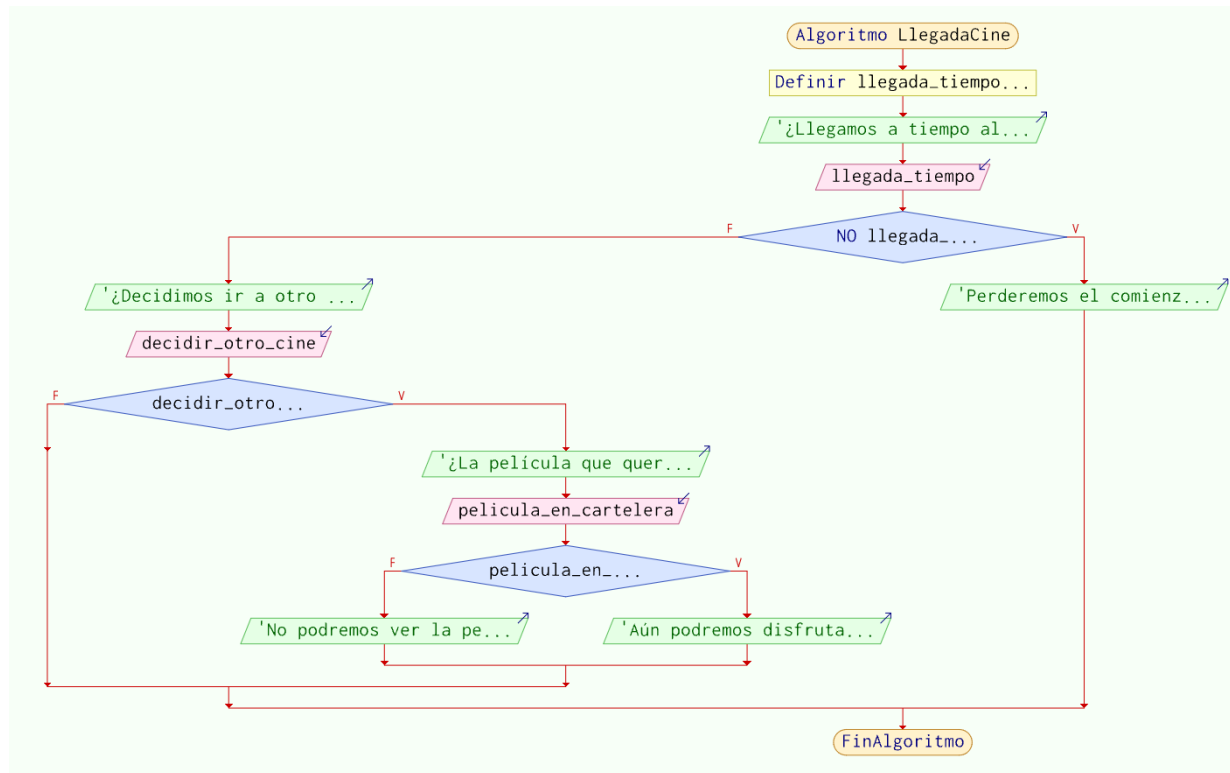 Algoritmo LlegadaCine
Definir llegada_tiempo...
'¿Llegamos a tiempo al...
llegada_tiempo
F
NO llegada_...
V
'¿Decidimos ir a otro ...
'Perderemos el comienz...
decidir_otro_cine
F
decidir_otro...
V
'¿La película que quer...
pelicula_en_cartelera
F
pelicula_en_...
V
'No podremos ver la pe...
'Aún podremos disfruta...
FinAlgoritmo